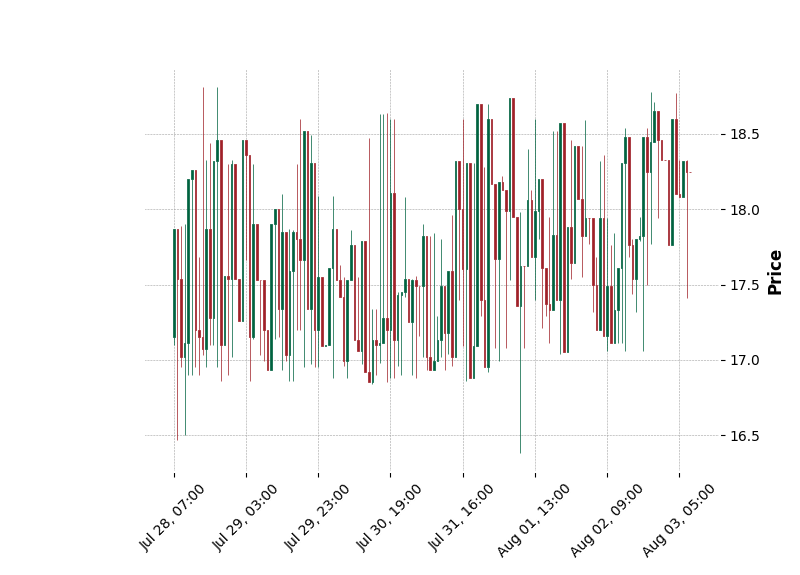 18.5
18.0
17.5
17.0
16.5
Price
Jul 28, 07:00
Jul 29, 03:00
Jul 29, 23:00
Jul 30, 19:00
Jul 31, 16:00
Aug 01, 13:00
Aug 02, 09:00
Aug 03, 05:00